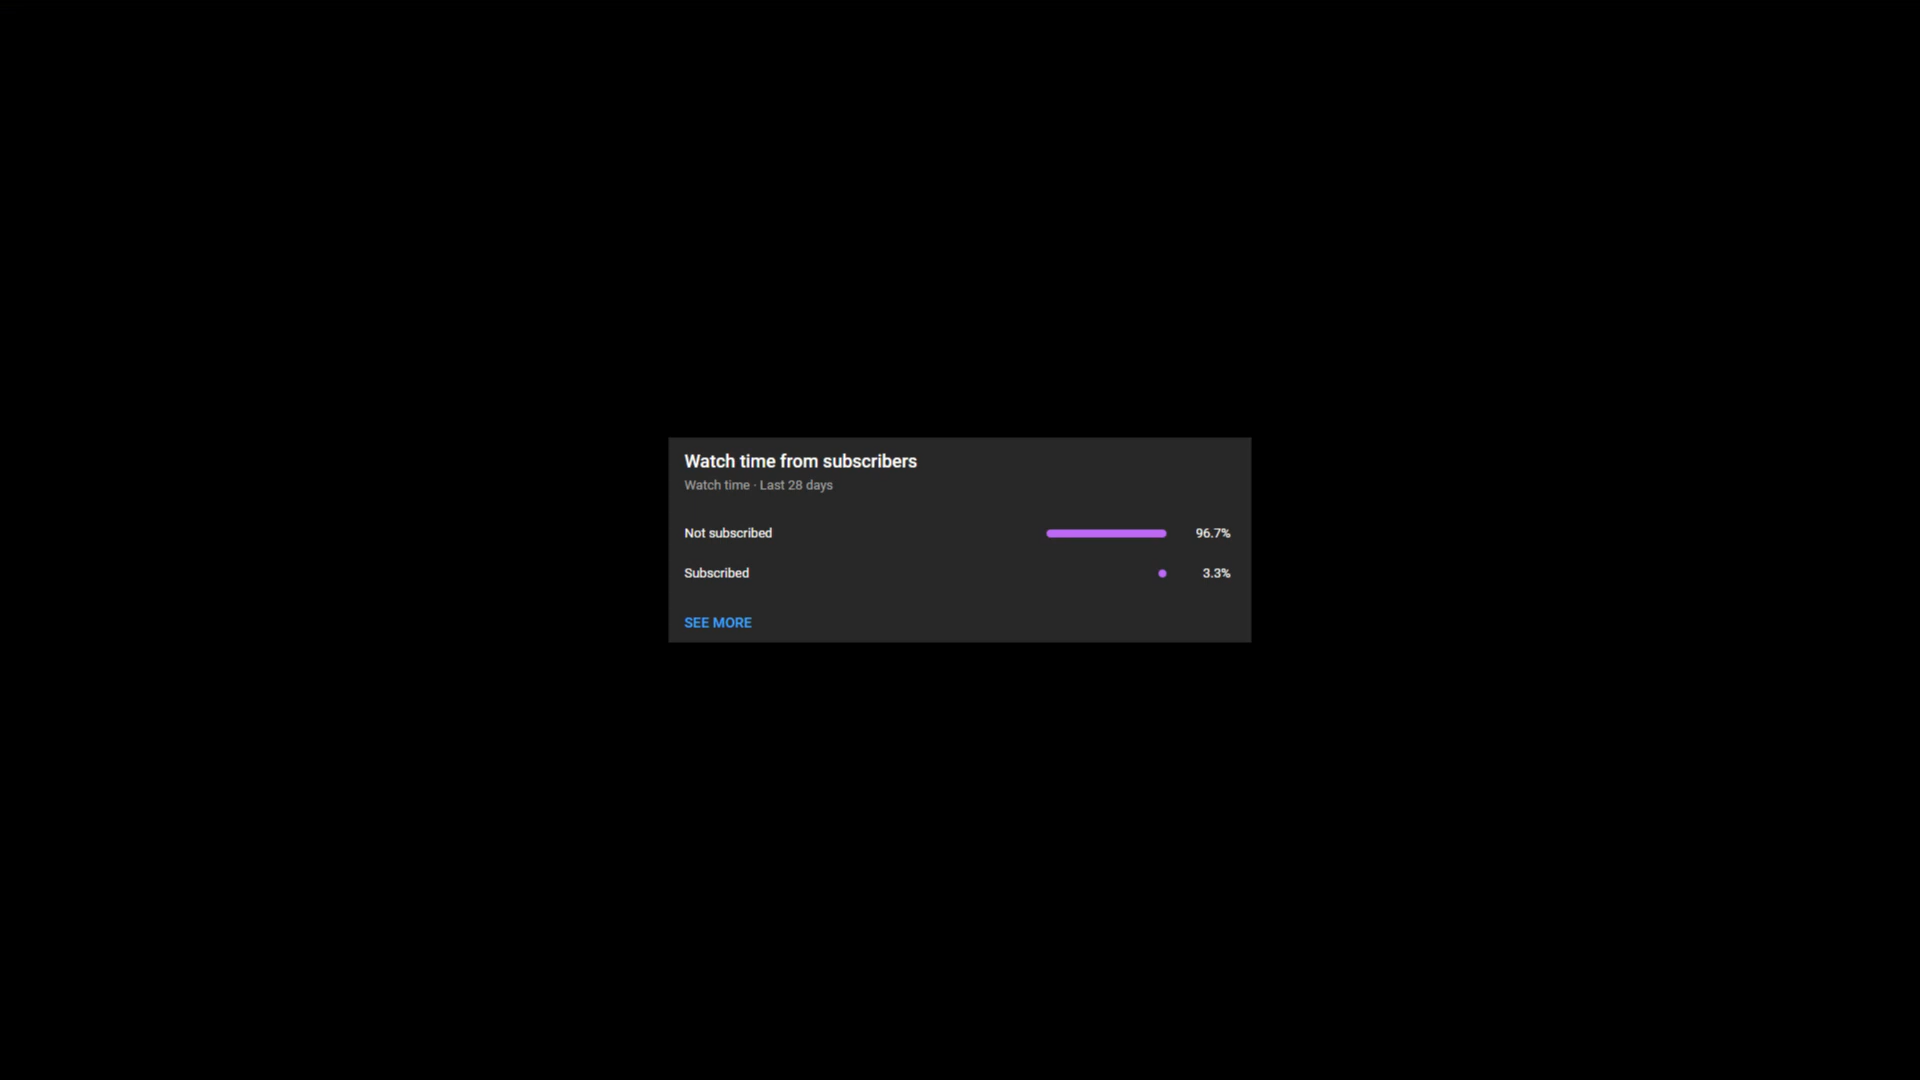 Watch time from subscribers
Watch time · Last 28 days
Not subscribed 96.7%
Subscribed 3.3%
SEE MORE